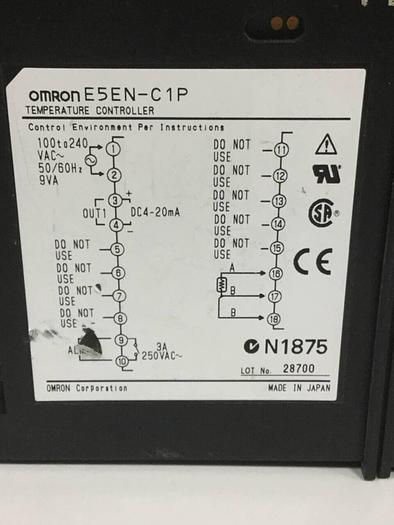 OMRON E5EN-C1P
TEMPERATURE CONTROLLER
Control Environment Per Instructions
100to240
VAC~
50/60Hz
9VA
1
2
3
+
OUT1
DC4-20mA
4
−
DO NOT
USE
5
DO NOT
USE
6
DO NOT
USE
7
DO NOT
USE
8
9
3A
250VAC~
10
DO NOT
USE
11
DO NOT
USE
12
DO NOT
USE
13
DO NOT
USE
14
DO NOT
USE
15
A
16
B
17
B
18
!
UR
SA
CE
N1875
LOT No. 28700
OMRON Corporation
MADE IN JAPAN